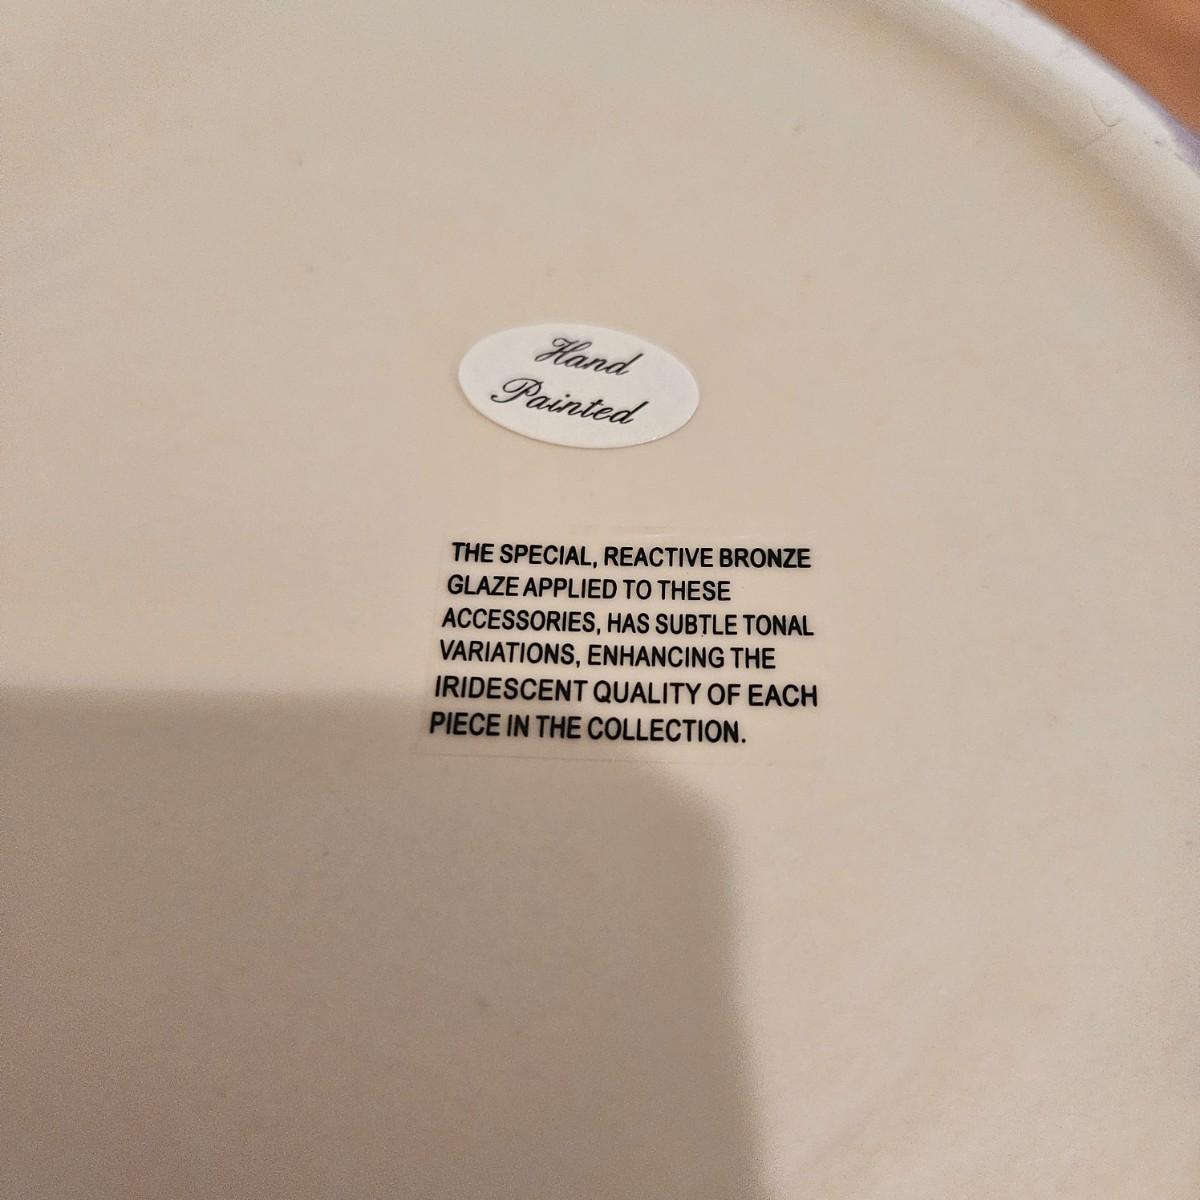 Hand
Painted
THE SPECIAL, REACTIVE BRONZE
GLAZE APPLIED TO THESE
ACCESSORIES, HAS SUBTLE TONAL
VARIATIONS, ENHANCING THE
IRIDESCENT QUALITY OF EACH
PIECE IN THE COLLECTION.